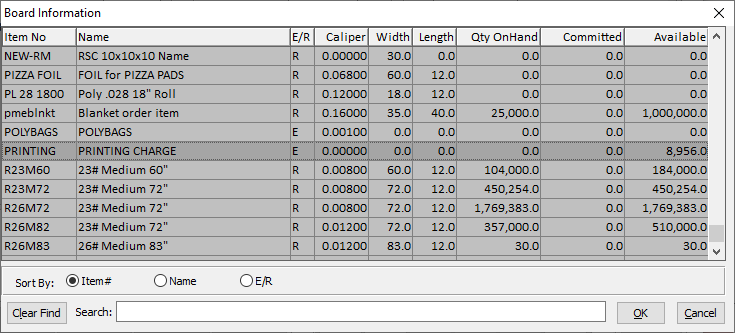 Board Information
Item No Name E/R Caliper Width Length Qty OnHand Committed Available
NEW-RM RSC 10x10x10 Name R 0.00000 30.0 0.0 0.0 0.0 0.0
PIZZA FOIL FOIL for PIZZA PADS R 0.06800 60.0 12.0 0.0 0.0 0.0
PL 28 1800 Poly .028 18" Roll R 0.12000 18.0 12.0 0.0 0.0 0.0
pmeblnkt Blanket order item R 0.16000 35.0 40.0 25,000.0 0.0 1,000,000.0
POLYBAGS POLYBAGS E 0.00100 0.0 0.0 0.0 0.0 0.0
PRINTING PRINTING CHARGE E 0.00000 0.0 0.0 0.0 0.0 8,956.0
R23M60 23# Medium 60" R 0.00800 60.0 12.0 104,000.0 0.0 184,000.0
R23M72 23# Medium 72" R 0.00800 72.0 12.0 450,254.0 0.0 450,254.0
R26M72 23# Medium 72" R 0.00800 72.0 12.0 1,769,383.0 0.0 1,769,383.0
R26M82 23# Medium 72" R 0.01200 72.0 12.0 357,000.0 0.0 510,000.0
R26M83 26# Medium 83" R 0.01200 83.0 12.0 30.0 0.0 30.0
Sort By: Item# Name E/R
Clear Find Search: OK Cancel